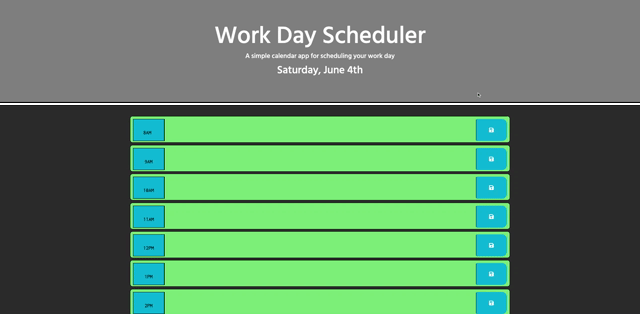 Work Day Scheduler
A simple calendar app for scheduling your work day
Saturday, June 4th
8AM
9AM
10AM
11AM
12PM
1PM
2PM